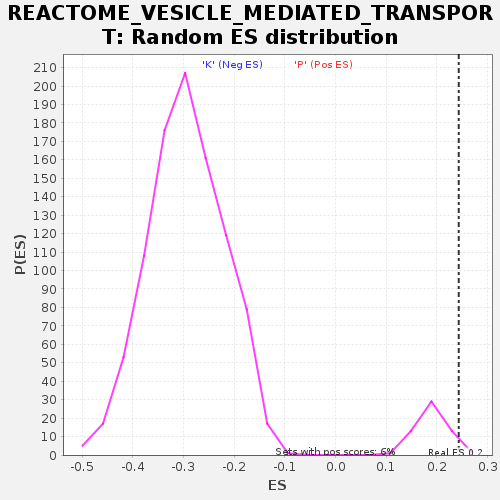 REACTOME_VESICLE_MEDIATED_TRANSPOR
T: Random ES distribution
'K' (Neg ES) 'P' (Pos ES)
210
200
190
180
170
160
150
140
130
120
110
100
90
80
70
60
50
40
30
20
10
0
P(ES)
Sets with pos scores: 6%
Real ES 0.2
-0.5 -0.4 -0.3 -0.2 -0.1 0.0 0.1 0.2 0.3
ES